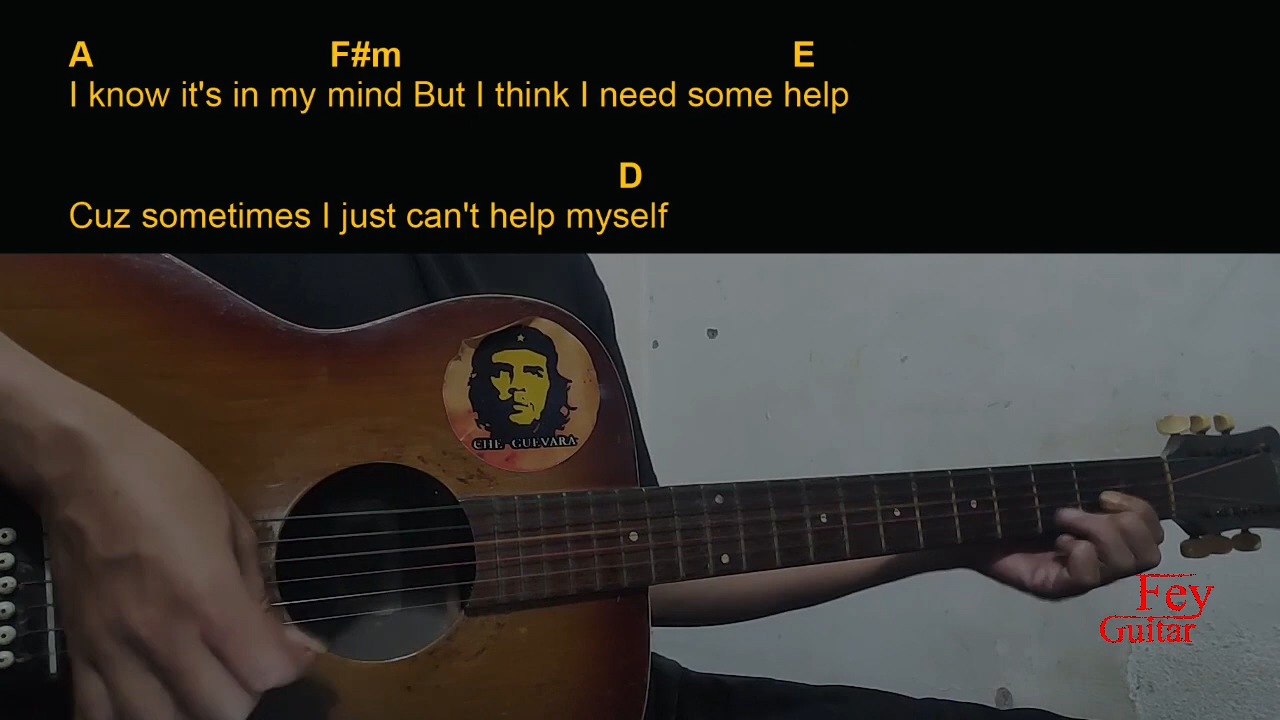 A F#m E
I know it's in my mind But I think I need some help
D
Cuz sometimes I just can't help myself
CHE GUEVARA
Fey
Guitar